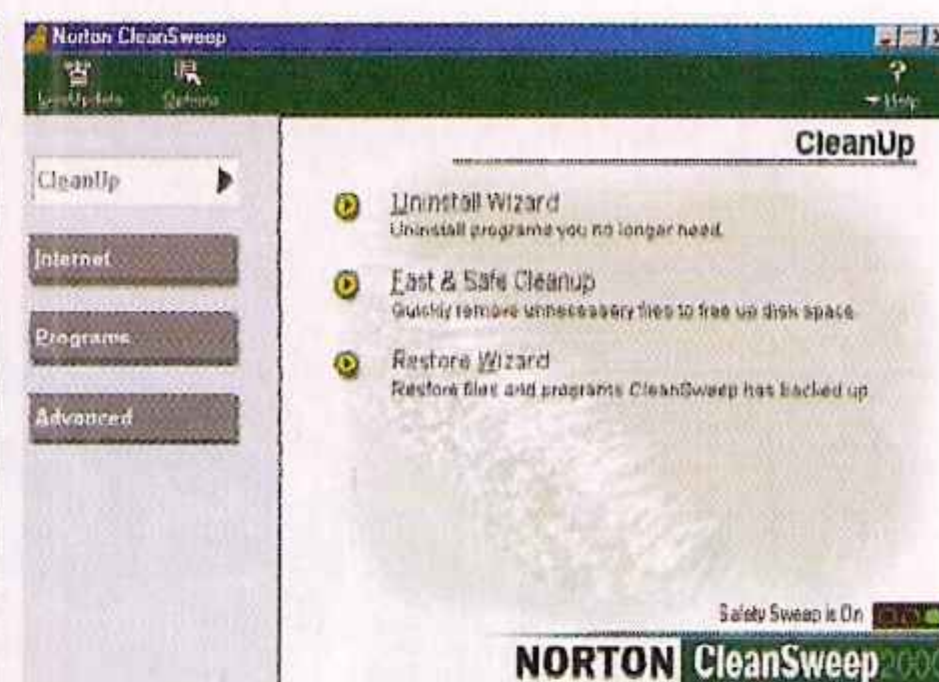 Norton CleanSweep
LiveUpdate Options Help
CleanUp
CleanUp
Internet
Programs
Advanced
Uninstall Wizard
Uninstall programs you no longer need.
Fast & Safe Cleanup
Quickly remove unnecessary files to free up disk space.
Restore Wizard
Restore files and programs CleanSweep has backed up
Safety Sweep is On
NORTON CleanSweep 2000